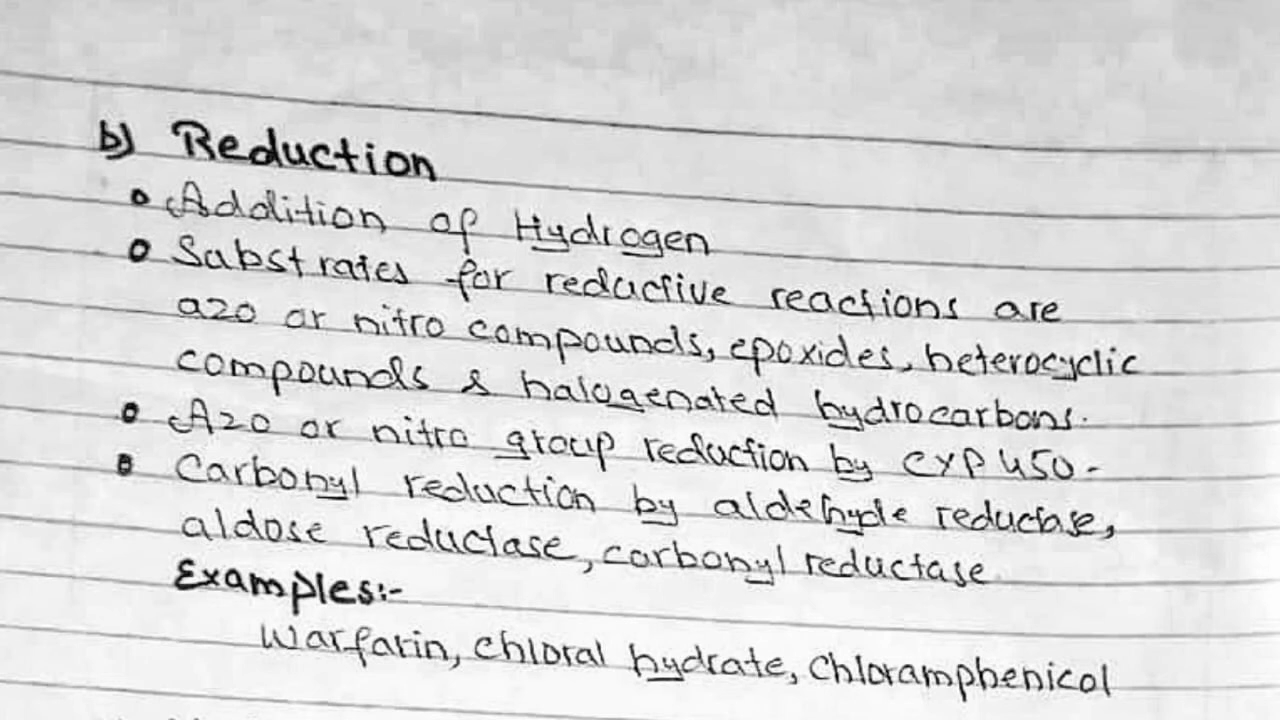 b) Reduction
• Addition of Hydrogen
• Substrates for reductive reactions are
azo or nitro compounds, epoxides, heterocyclic
compounds & halogenated hydrocarbons.
• Azo or nitro group reduction by CYP450-
• Carbonyl reduction by aldehyde reductase,
aldose reductase, carbonyl reductase
Examples:-
Warfarin, chloral hydrate, Chloramphenicol